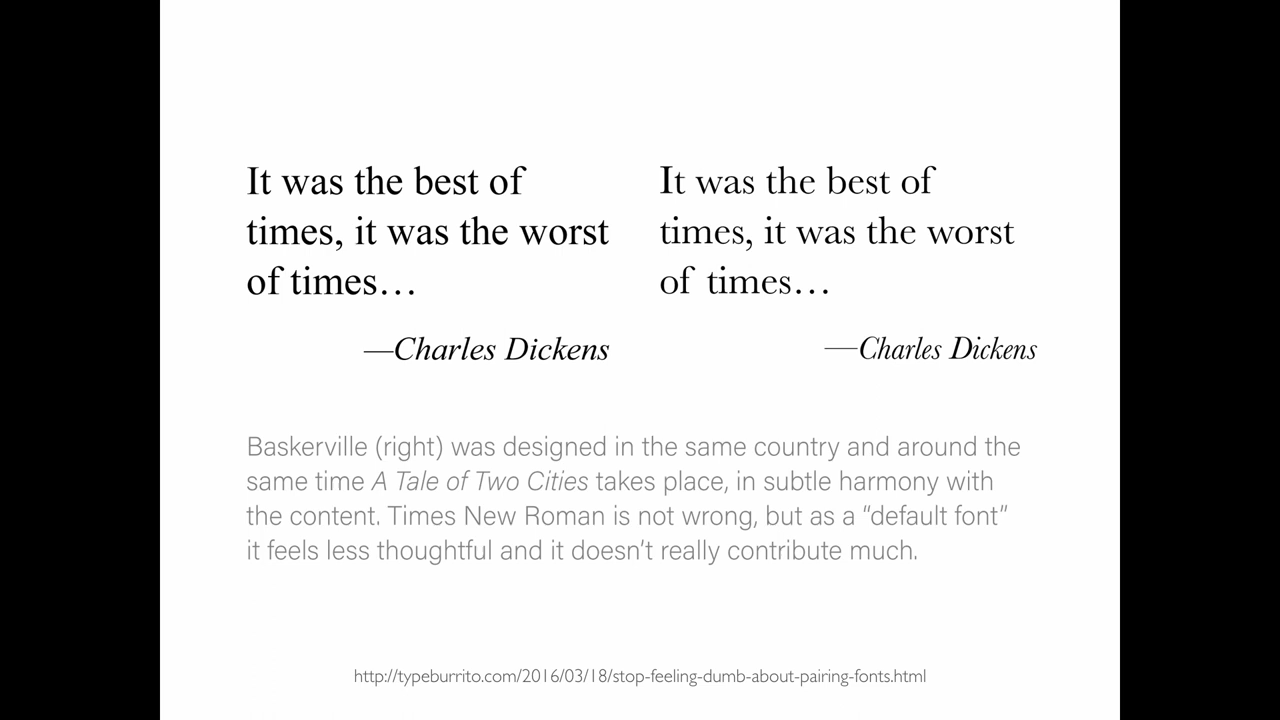 It was the best of
times, it was the worst
of times…
—Charles Dickens
It was the best of
times, it was the worst
of times…
—Charles Dickens
Baskerville (right) was designed in the same country and around the
same time A Tale of Two Cities takes place, in subtle harmony with
the content. Times New Roman is not wrong, but as a “default font”
it feels less thoughtful and it doesn’t really contribute much.
http://typeburrito.com/2016/03/18/stop-feeling-dumb-about-pairing-fonts.html